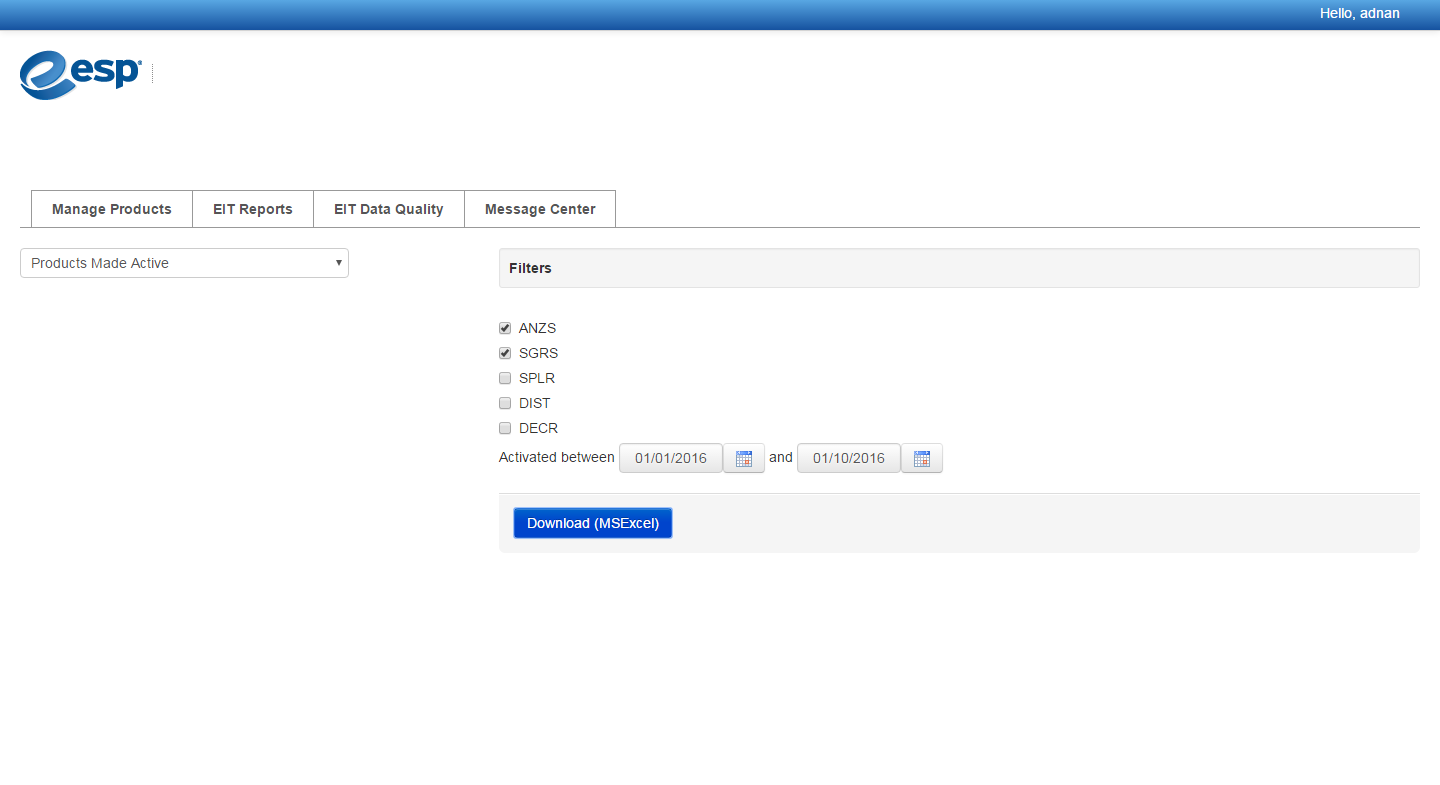 Hello, adnan
esp®
Manage Products EIT Reports EIT Data Quality Message Center
Products Made Active
Filters
ANZS
SGRS
SPLR
DIST
DECR
Activated between 01/01/2016 and 01/10/2016
Download (MSExcel)